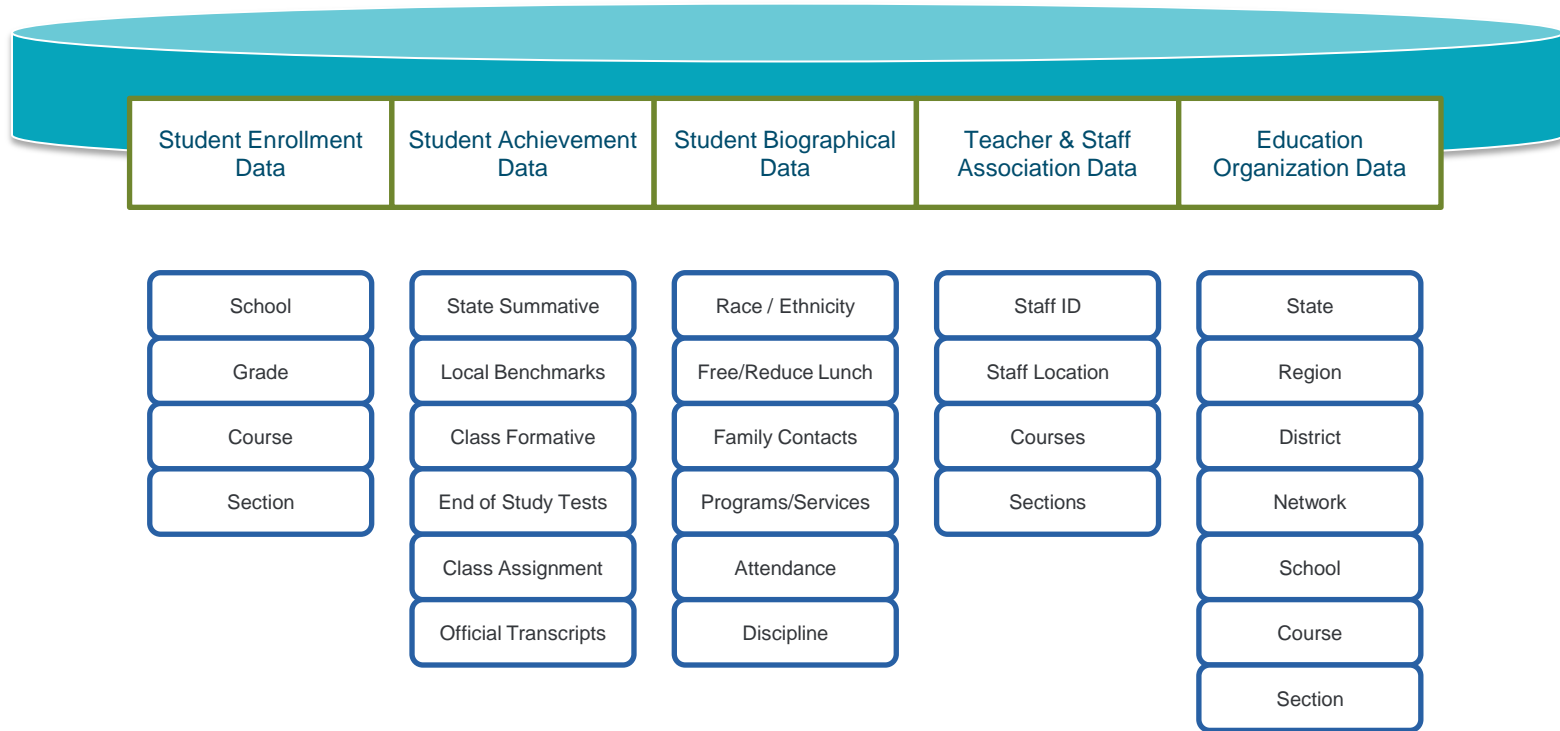 Student Enrollment
Data
Student Achievement
Data
Student Biographical
Data
Teacher & Staff
Association Data
Education
Organization Data
School
Grade
Course
Section
State Summative
Local Benchmarks
Class Formative
End of Study Tests
Class Assignment
Official Transcripts
Race / Ethnicity
Free/Reduce Lunch
Family Contacts
Programs/Services
Attendance
Discipline
Staff ID
Staff Location
Courses
Sections
State
Region
District
Network
School
Course
Section